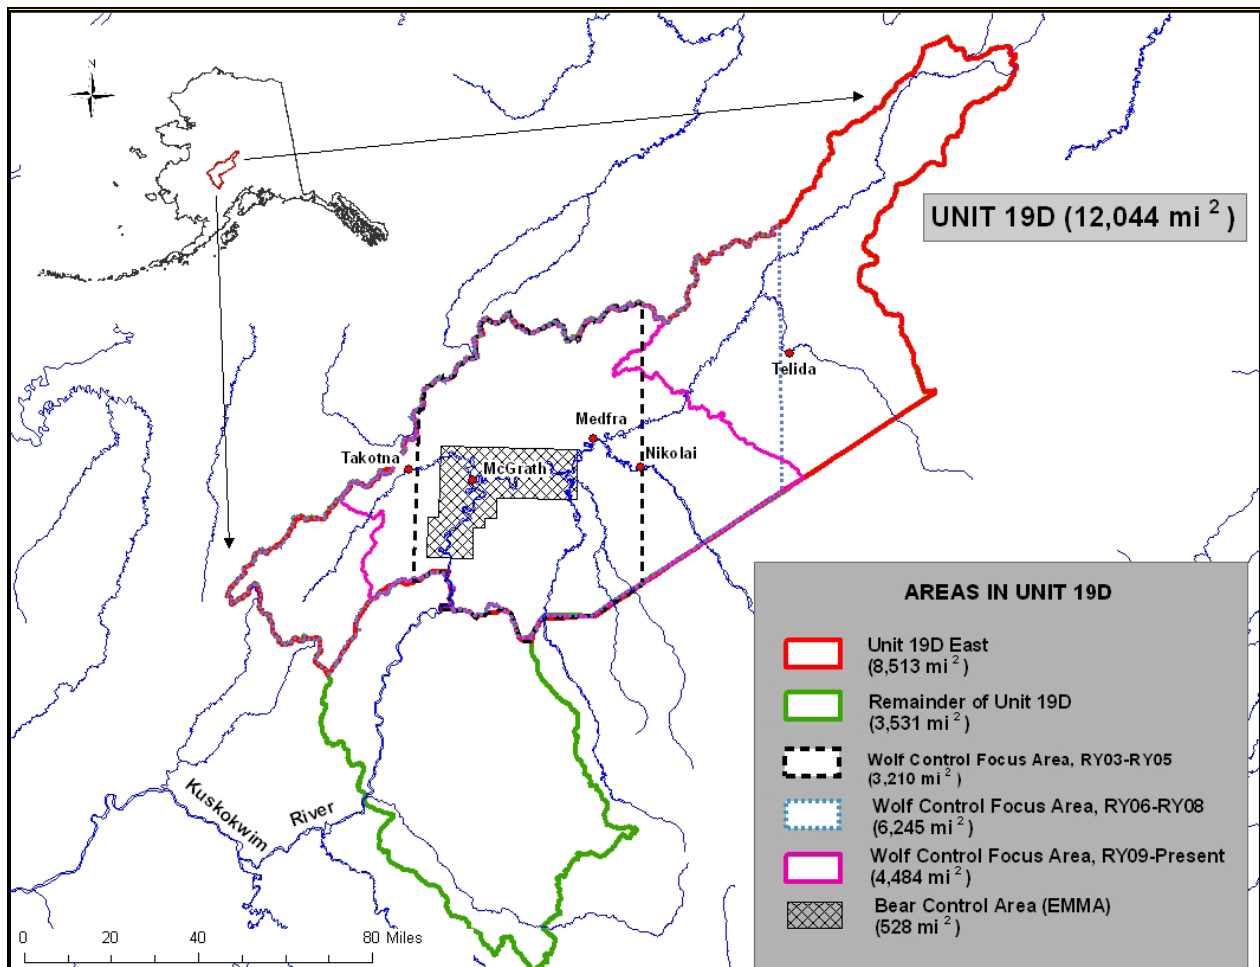 N
UNIT 19D (12,044 mi 2 )
Telida
Medfra
Nikolai
Takotna
McGrath
Kuskokwim
River
AREAS IN UNIT 19D
Unit 19D East
(8,513 mi 2 )
Remainder of Unit 19D
(3,531 mi 2 )
Wolf Control Focus Area, RY03-RY05
(3,210 mi 2 )
Wolf Control Focus Area, RY06-RY08
(6,245 mi 2 )
Wolf Control Focus Area, RY09-Present
(4,484 mi 2 )
Bear Control Area (EMMA)
(528 mi 2 )
0 20 40 80 Miles